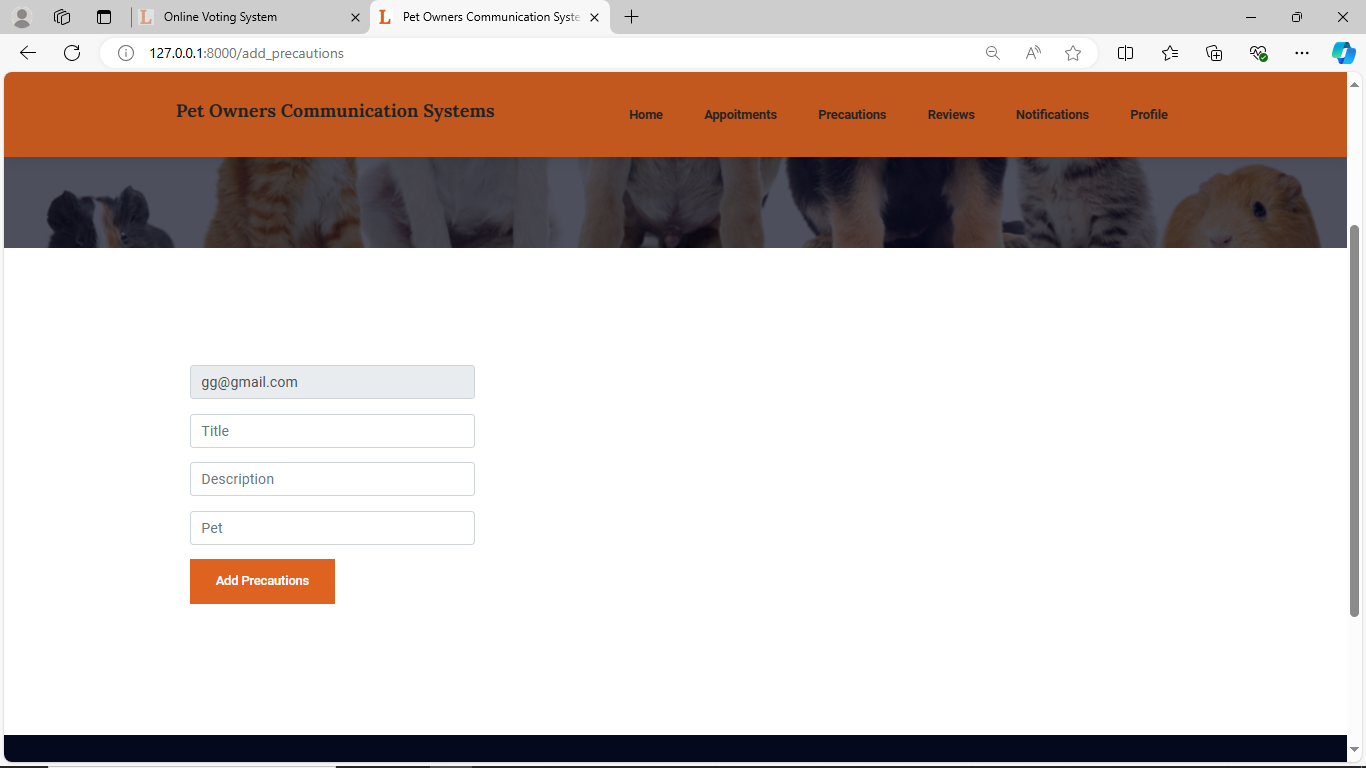 Online Voting System
Pet Owners Communication Syste
127.0.0.1:8000/add_precautions
Pet Owners Communication Systems
Home Appoitments Precautions Reviews Notifications Profile
gg@gmail.com
Title
Description
Pet
Add Precautions